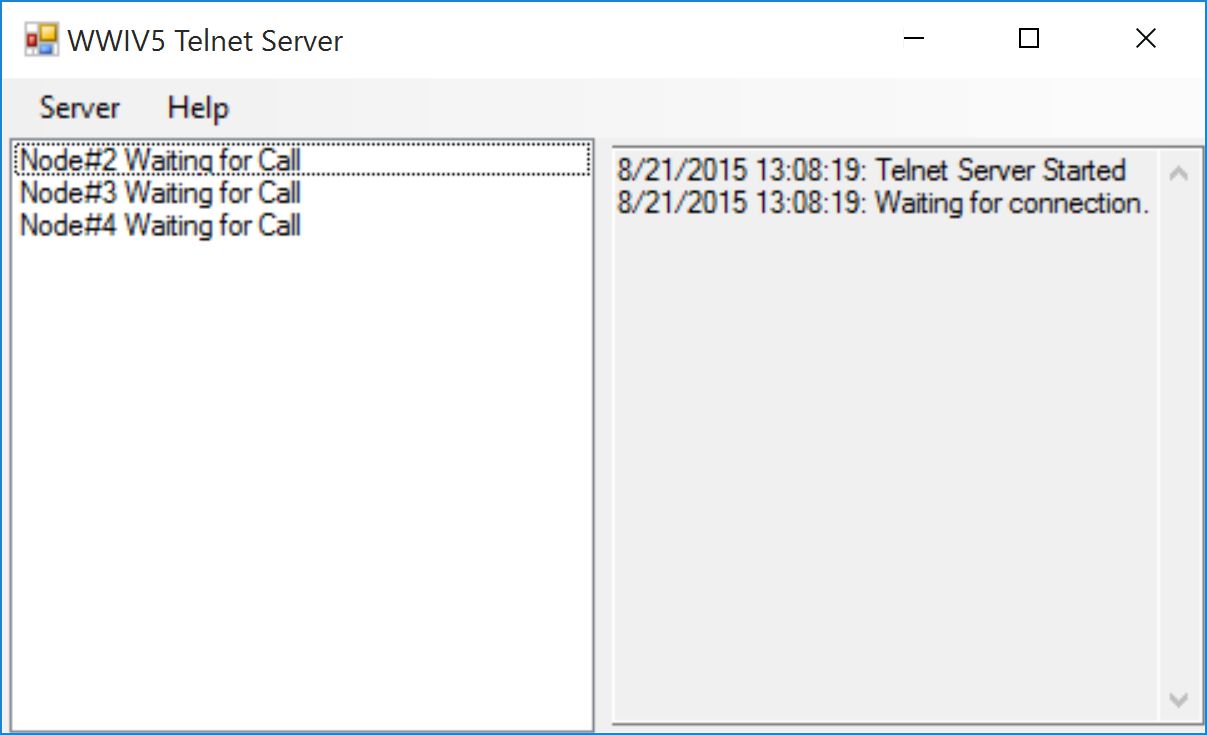 WWIV5 Telnet Server
Server Help
Node#2 Waiting for Call
Node#3 Waiting for Call
Node#4 Waiting for Call
8/21/2015 13:08:19: Telnet Server Started
8/21/2015 13:08:19: Waiting for connection.